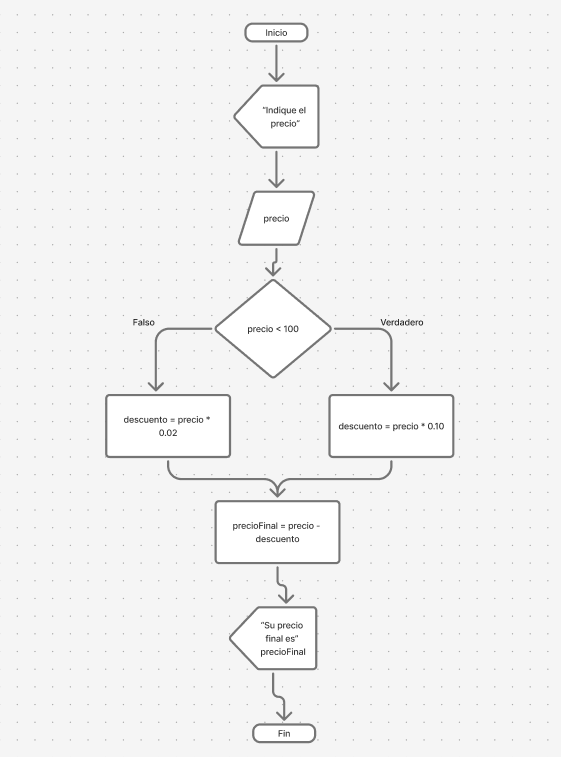 Inicio
“Indique el
precio”
precio
precio < 100
Falso
Verdadero
descuento = precio *
0.02
descuento = precio * 0.10
precioFinal = precio -
descuento
“Su precio
final es”
precioFinal
Fin